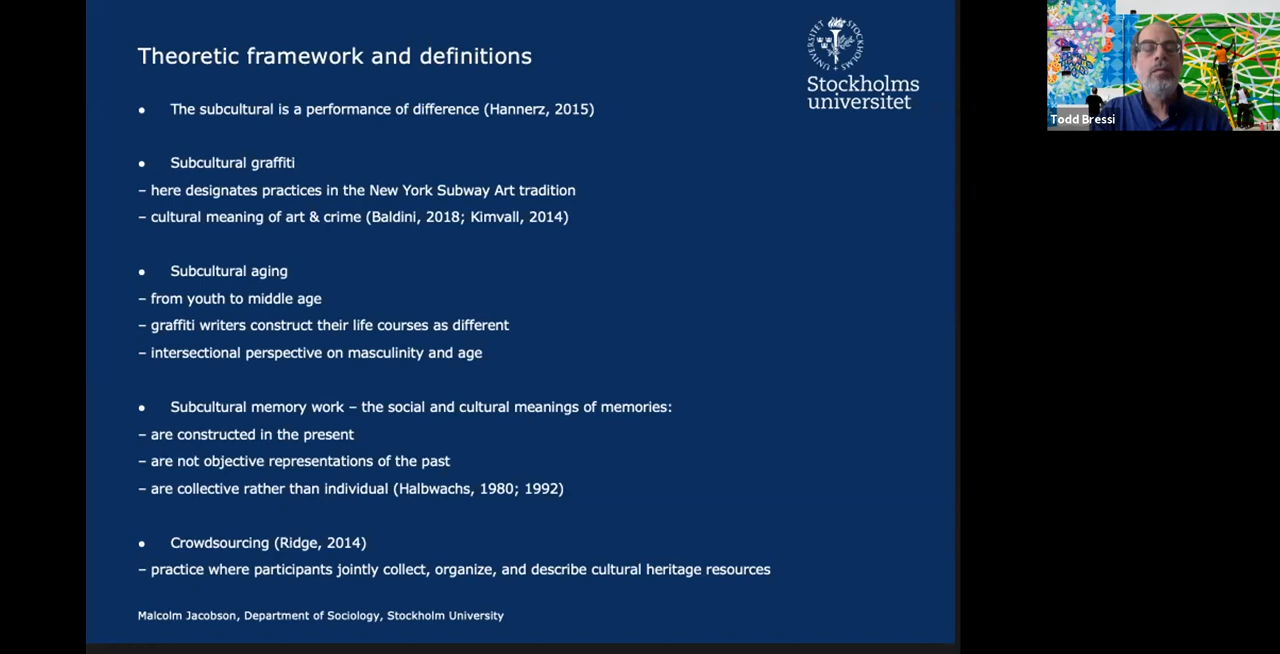 Theoretic framework and definitions
• The subcultural is a performance of difference (Hannerz, 2015)
• Subcultural graffiti
– here designates practices in the New York Subway Art tradition
– cultural meaning of art & crime (Baldini, 2018; Kimvall, 2014)
• Subcultural aging
– from youth to middle age
– graffiti writers construct their life courses as different
– intersectional perspective on masculinity and age
• Subcultural memory work – the social and cultural meanings of memories:
– are constructed in the present
– are not objective representations of the past
– are collective rather than individual (Halbwachs, 1980; 1992)
• Crowdsourcing (Ridge, 2014)
– practice where participants jointly collect, organize, and describe cultural heritage resources
Malcolm Jacobson, Department of Sociology, Stockholm University
Stockholms
universitet
Todd Bressi